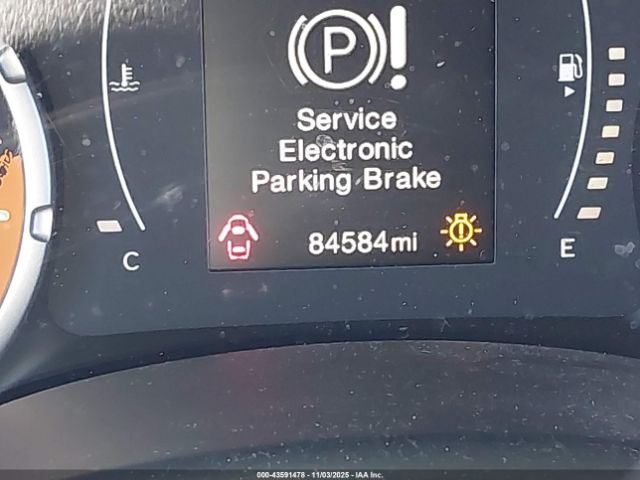 P!
Service
Electronic
Parking Brake
84584mi
C
E
000-43591478 - 11/03/2025 - IAA Inc.